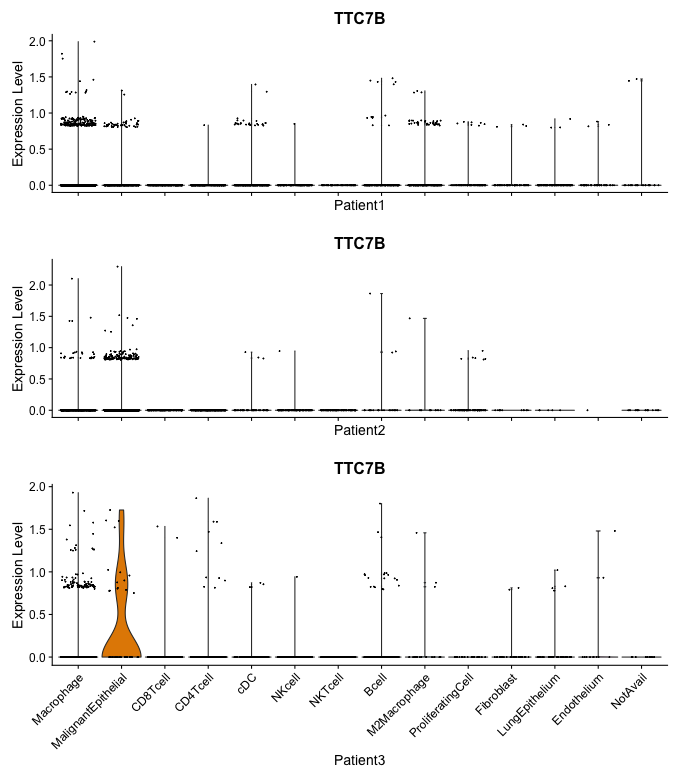 TTC7B
Expression Level
2.0
1.5
1.0
0.5
0.0
Patient1
TTC7B
Expression Level
2.0
1.5
1.0
0.5
0.0
Patient2
TTC7B
Expression Level
2.0
1.5
1.0
0.5
0.0
Macrophage
MalignantEpithelial
CD8Tcell
CD4Tcell
cDC
NKcell
NKTcell
Bcell
M2Macrophage
ProliferatingCell
Fibroblast
LungEpithelium
Endothelium
NotAvail
Patient3